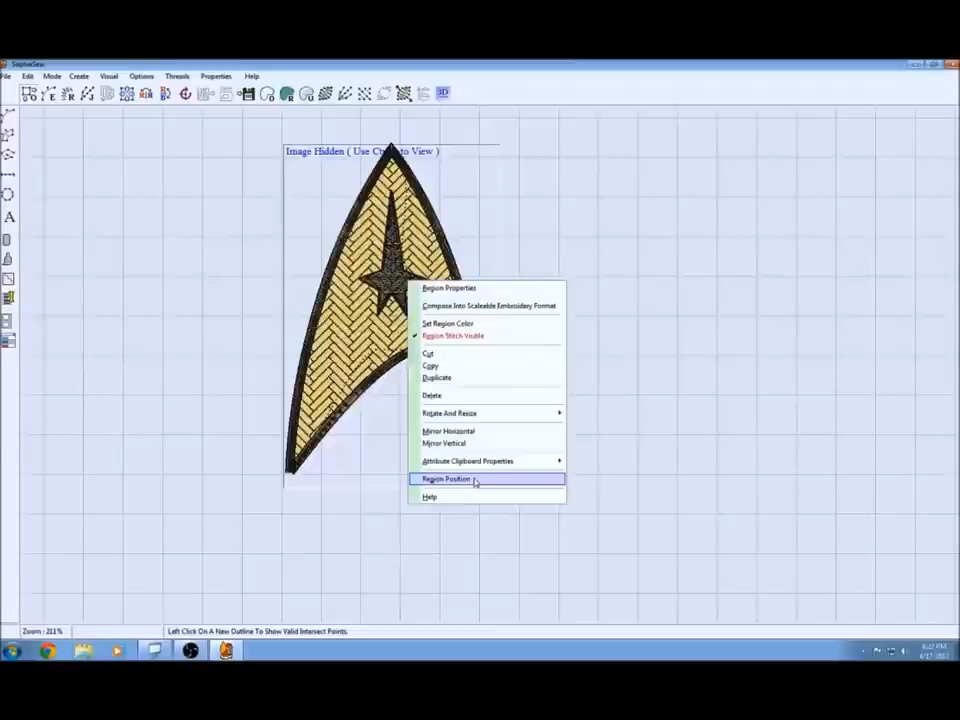 SophieSew
File Edit Mode Create Visual Options Threads Properties Help
A
3D
Image Hidden ( Use Ct to View )
Region Properties
Compose Into Scaleable Embroidery Format
Set Region Color
Region Stitch Visible
Cut
Copy
Duplicate
Delete
Rotate And Resize
Mirror Horizontal
Mirror Vertical
Attribute Clipboard Properties
Region Position
Help
Zoom : 211%
Left Click On A New Outline To Show Valid Intersect Points.